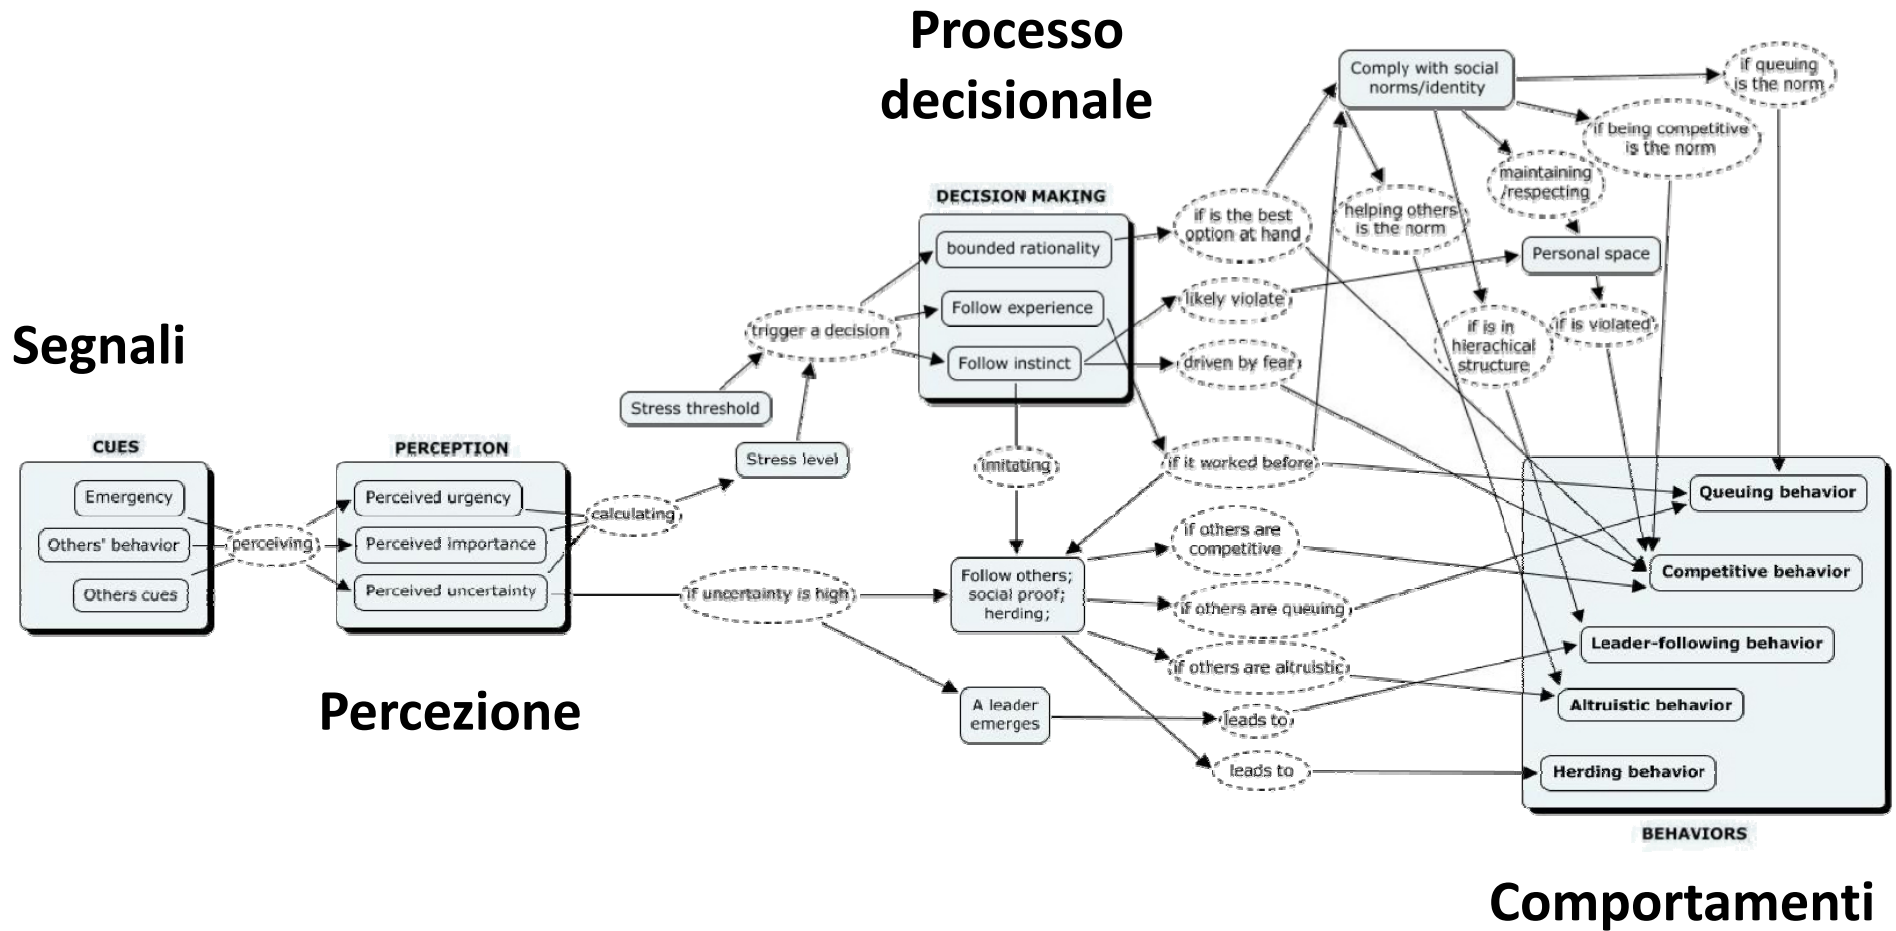 Processo
decisionale
Segnali
CUES
Emergency
Others' behavior
Others cues
perceiving
PERCEPTION
Perceived urgency
Perceived importance
Perceived uncertainty
Percezione
calculating
Stress threshold
Stress level
trigger a decision
DECISION MAKING
bounded rationality
Follow experience
Follow instinct
imitating
if uncertainty is high
Follow others;
social proof;
herding;
A leader
emerges
if is the best
option at hand
likely violate
driven by fear
if it worked before
if others are
competitive
if others are queuing
if others are altruistic
leads to
leads to
Comply with social
norms/identity
if queuing
is the norm
if being competitive
is the norm
maintaining
/respecting
helping others
is the norm
Personal space
if is in
hierachical
structure
if is violated
Queuing behavior
Competitive behavior
Leader-following behavior
Altruistic behavior
Herding behavior
BEHAVIORS
Comportamenti